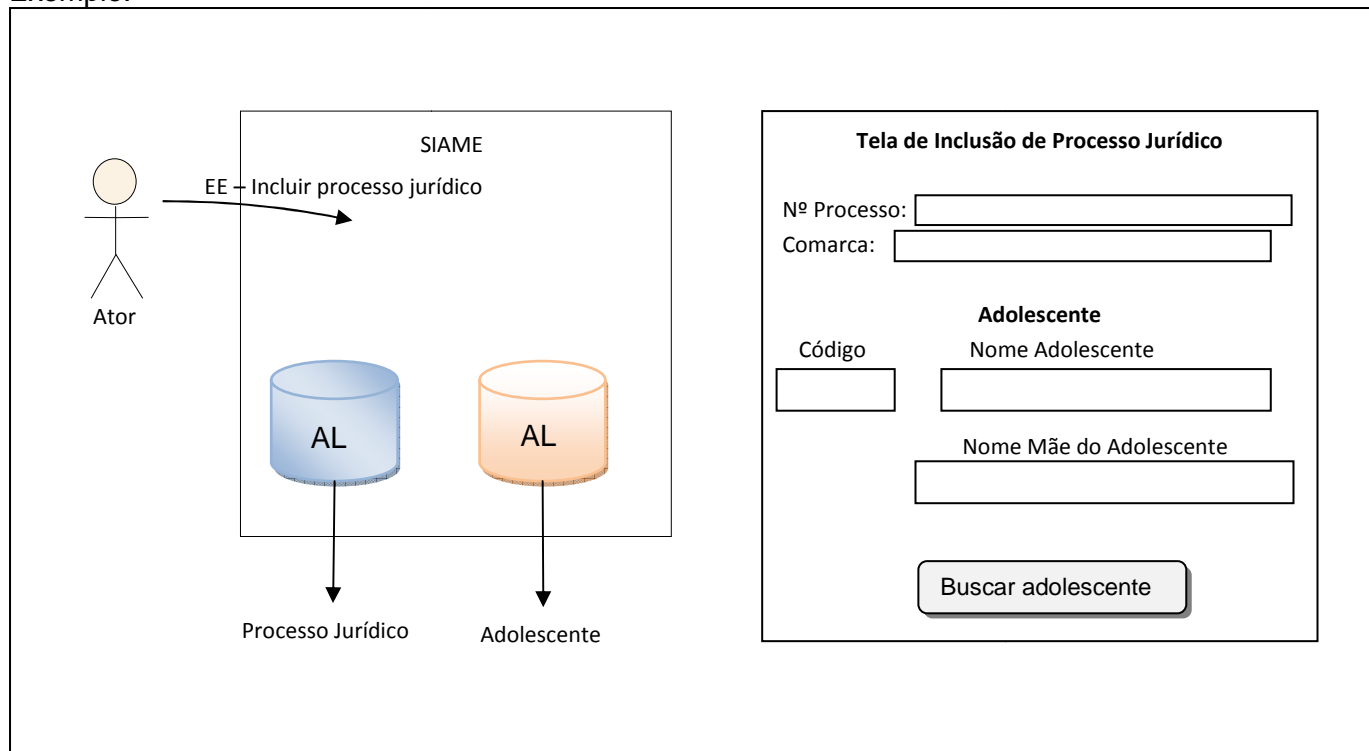 Exemplo:
SIAME
EE – Incluir processo jurídico
Ator
AL
AL
Processo Jurídico
Adolescente
Tela de Inclusão de Processo Jurídico
Nº Processo:
Comarca:
Adolescente
Código
Nome Adolescente
Nome Mãe do Adolescente
Buscar adolescente